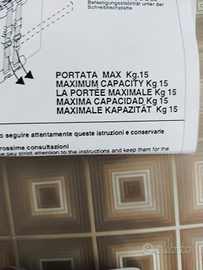 Befestigungsstabilität unter der
Schreibtischplatte
PORTATA MAX Kg.15
MAXIMUM CAPACITY Kg 15
LA PORTEE MAXIMALE Kg 15
MAXIMA CAPACIDAD Kg 15
MAXIMALE KAPAZITÄT Kg 15
o seguire attentamente queste istruzioni e conservarle
rossime consultazioni
pay strict attention to the instructions and keep them for the
subito